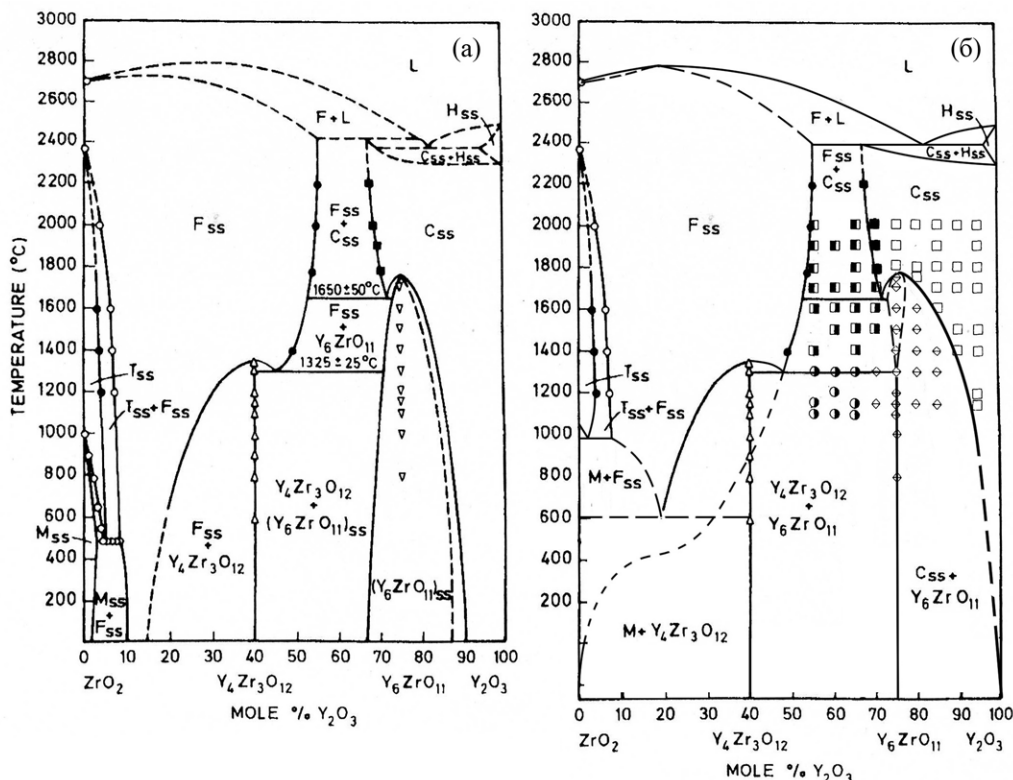 (a)
3000
2800
2600
2400
2200
2000
1800
1600
1400
1200
1000
800
600
400
200
TEMPERATURE (°C)
L
F+L
HSS
CSS+HSS
FSS
FSS
+
CSS
CSS
1650±50°C
FSS
+
Y6ZrO11
1325±25°C
TSS
TSS+FSS
MSS
MSS
+
FSS
FSS
+
Y4Zr3O12
Y4Zr3O12
+
(Y6ZrO11)SS
(Y6ZrO11)SS
0 10 20 30 40 50 60 70 80 90 100
ZrO2 Y4Zr3O12 Y6ZrO11 Y2O3
MOLE % Y2O3
(б)
3000
2800
2600
2400
2200
2000
1800
1600
1400
1200
1000
800
600
400
200
L
F+L
HSS
CSS+HSS
FSS
FSS
+
CSS
CSS
TSS
TSS+FSS
M+FSS
Y4Zr3O12
+
Y6ZrO11
CSS+
Y6ZrO11
M+Y4Zr3O12
0 10 20 30 40 50 60 70 80 90 100
ZrO2 Y4Zr3O12 Y6ZrO11 Y2O3
MOLE % Y2O3